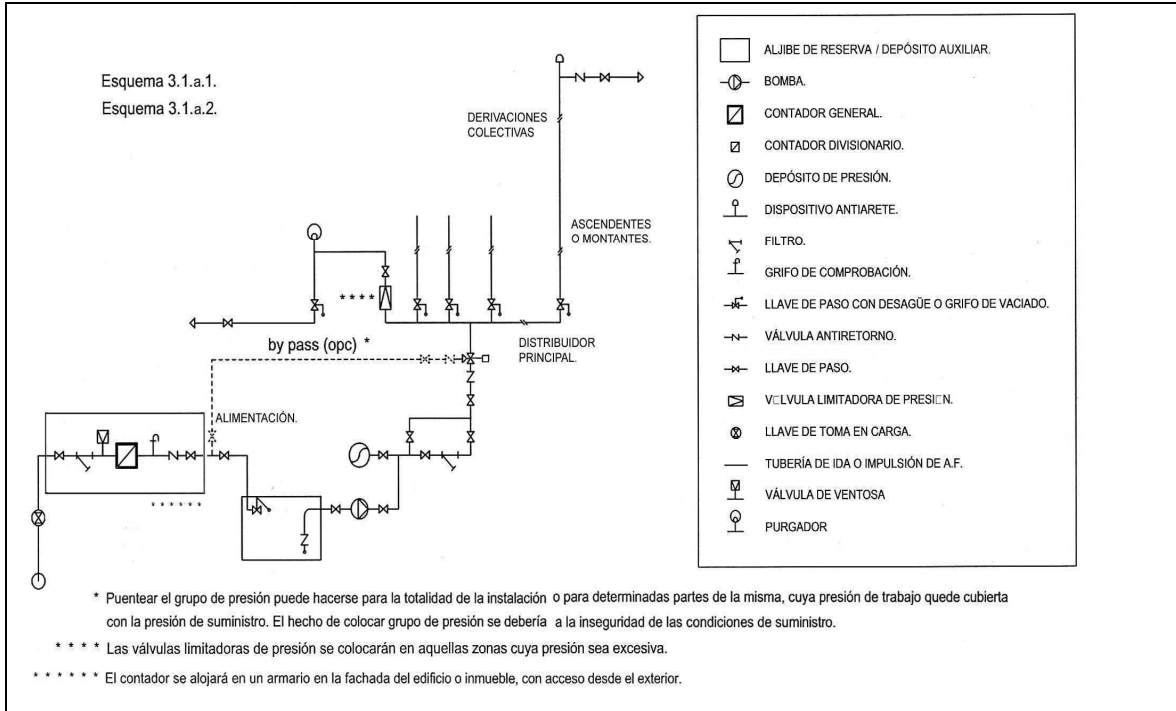 Esquema 3.1.a.1.
Esquema 3.1.a.2.
DERIVACIONES
COLECTIVAS
ASCENDENTES
O MONTANTES.
* * * *
by pass (opc) *
DISTRIBUIDOR
PRINCIPAL.
ALIMENTACIÓN.
* * * * * *
ALJIBE DE RESERVA / DEPÓSITO AUXILIAR.
BOMBA.
CONTADOR GENERAL.
CONTADOR DIVISIONARIO.
DEPÓSITO DE PRESIÓN.
DISPOSITIVO ANTIARETE.
FILTRO.
GRIFO DE COMPROBACIÓN.
LLAVE DE PASO CON DESAGÜE O GRIFO DE VACIADO.
VÁLVULA ANTIRETORNO.
LLAVE DE PASO.
V□LVULA LIMITADORA DE PRESI□N.
LLAVE DE TOMA EN CARGA.
TUBERÍA DE IDA O IMPULSIÓN DE A.F.
VÁLVULA DE VENTOSA
PURGADOR
* Puentear el grupo de presión puede hacerse para la totalidad de la instalación o para determinadas partes de la misma, cuya presión de trabajo quede cubierta
con la presión de suministro. El hecho de colocar grupo de presión se debería a la inseguridad de las condiciones de suministro.
* * * * Las válvulas limitadoras de presión se colocarán en aquellas zonas cuya presión sea excesiva.
* * * * * * El contador se alojará en un armario en la fachada del edificio o inmueble, con acceso desde el exterior.